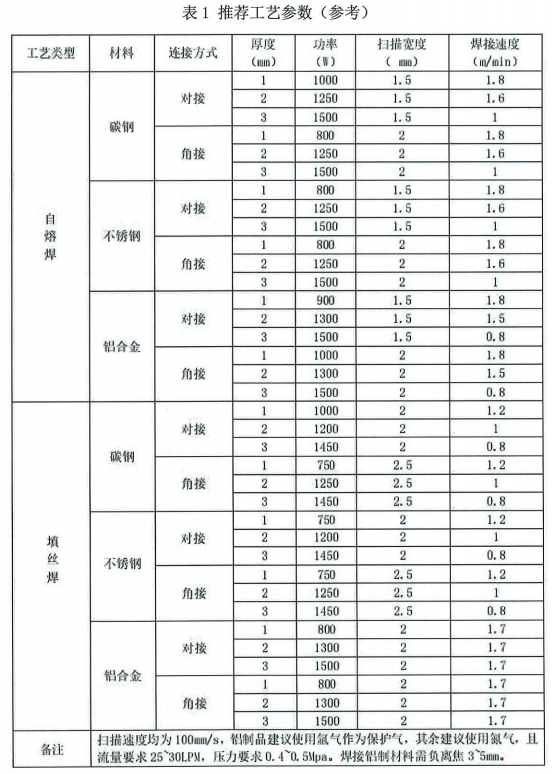 表1 推荐工艺参数（参考）
工艺类型 材料 连接方式 厚度（mm） 功率（W） 扫描宽度（ mm） 焊接速度（m/min）
自熔焊 碳钢 对接 1 1000 1.5 1.8
2 1250 1.5 1.6
3 1500 1.5 1
角接 1 800 2 1.8
2 1250 2 1.6
3 1500 2 1
不锈钢 对接 1 800 1.5 1.8
2 1250 1.5 1.6
3 1500 1.5 1
角接 1 800 2 1.8
2 1250 2 1.6
3 1500 2 1
铝合金 对接 1 900 1.5 1.8
2 1300 1.5 1.5
3 1500 1.5 0.8
角接 1 1000 2 1.8
2 1300 2 1.5
3 1500 2 0.8
填丝焊 碳钢 对接 1 1000 2 1.2
2 1200 2 1
3 1450 2 0.8
角接 1 750 2.5 1.2
2 1250 2.5 1
3 1450 2.5 0.8
不锈钢 对接 1 750 2 1.2
2 1200 2 1
3 1450 2 0.8
角接 1 750 2.5 1.2
2 1250 2.5 1
3 1450 2.5 0.8
铝合金 对接 1 800 2 1.7
2 1300 2 1.7
3 1500 2 1.7
角接 1 800 2 1.7
2 1300 2 1.7
3 1500 2 1.7
备注 扫描速度均为100mm/s，铝制品建议使用氩气作为保护气，其余建议使用氮气，且
流量要求25~30LPM，压力要求0.4~0.5Mpa。焊接铝制材料需负离焦3~5mm。